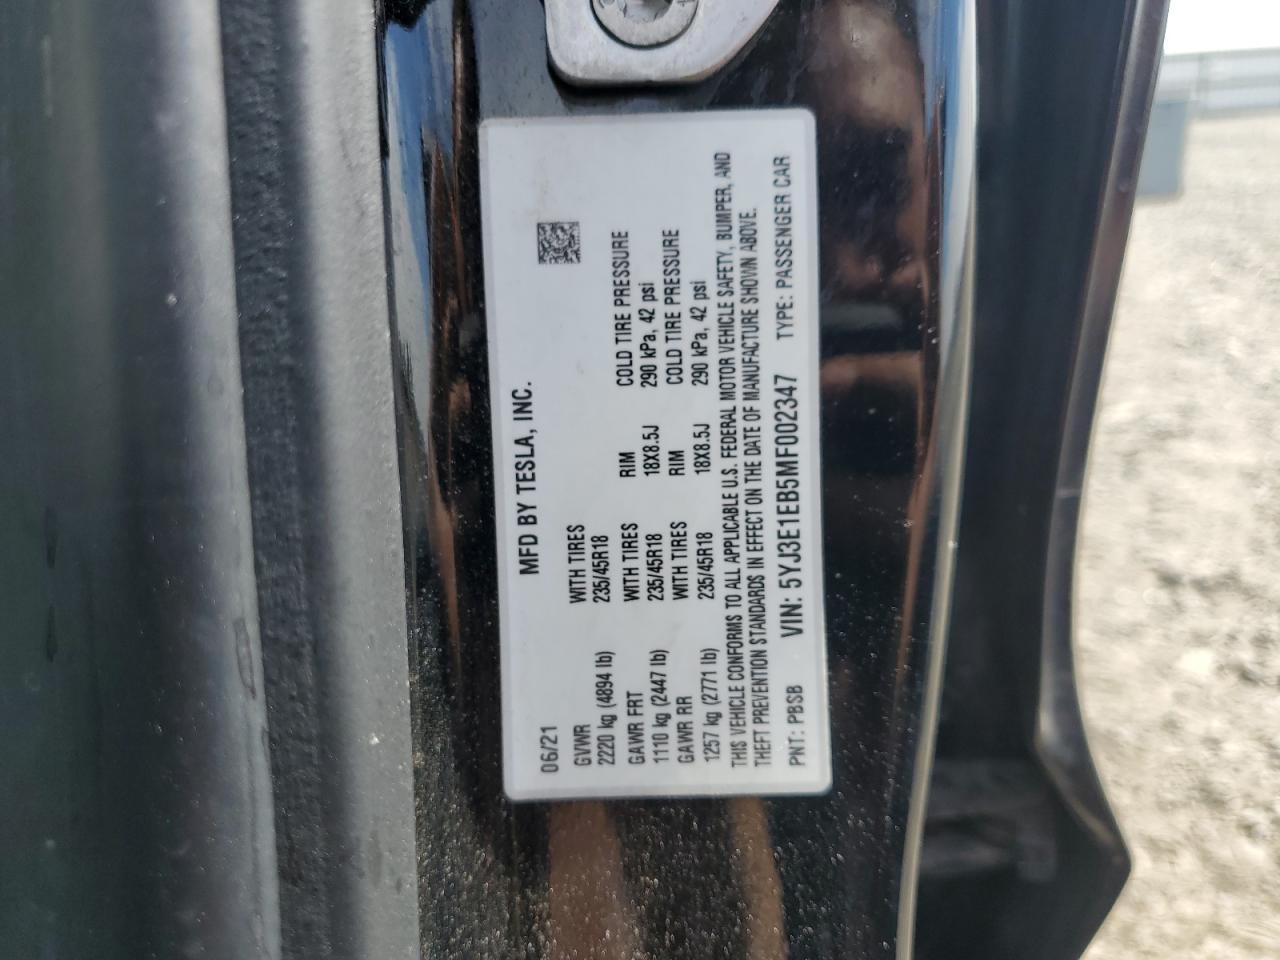 MFD BY TESLA, INC.
06/21
GVWR WITH TIRES
2220 kg (4894 lb) 235/45R18
GAWR FRT WITH TIRES RIM COLD TIRE PRESSURE
1110 kg (2447 lb) 235/45R18 18X8.5J 290 kPa, 42 psi
GAWR RR WITH TIRES RIM COLD TIRE PRESSURE
1257 kg (2771 lb) 235/45R18 18X8.5J 290 kPa, 42 psi
THIS VEHICLE CONFORMS TO ALL APPLICABLE U.S. FEDERAL MOTOR VEHICLE SAFETY, BUMPER, AND
THEFT PREVENTION STANDARDS IN EFFECT ON THE DATE OF MANUFACTURE SHOWN ABOVE.
PNT: PBSB VIN: 5YJ3E1EB5MF002347 TYPE: PASSENGER CAR